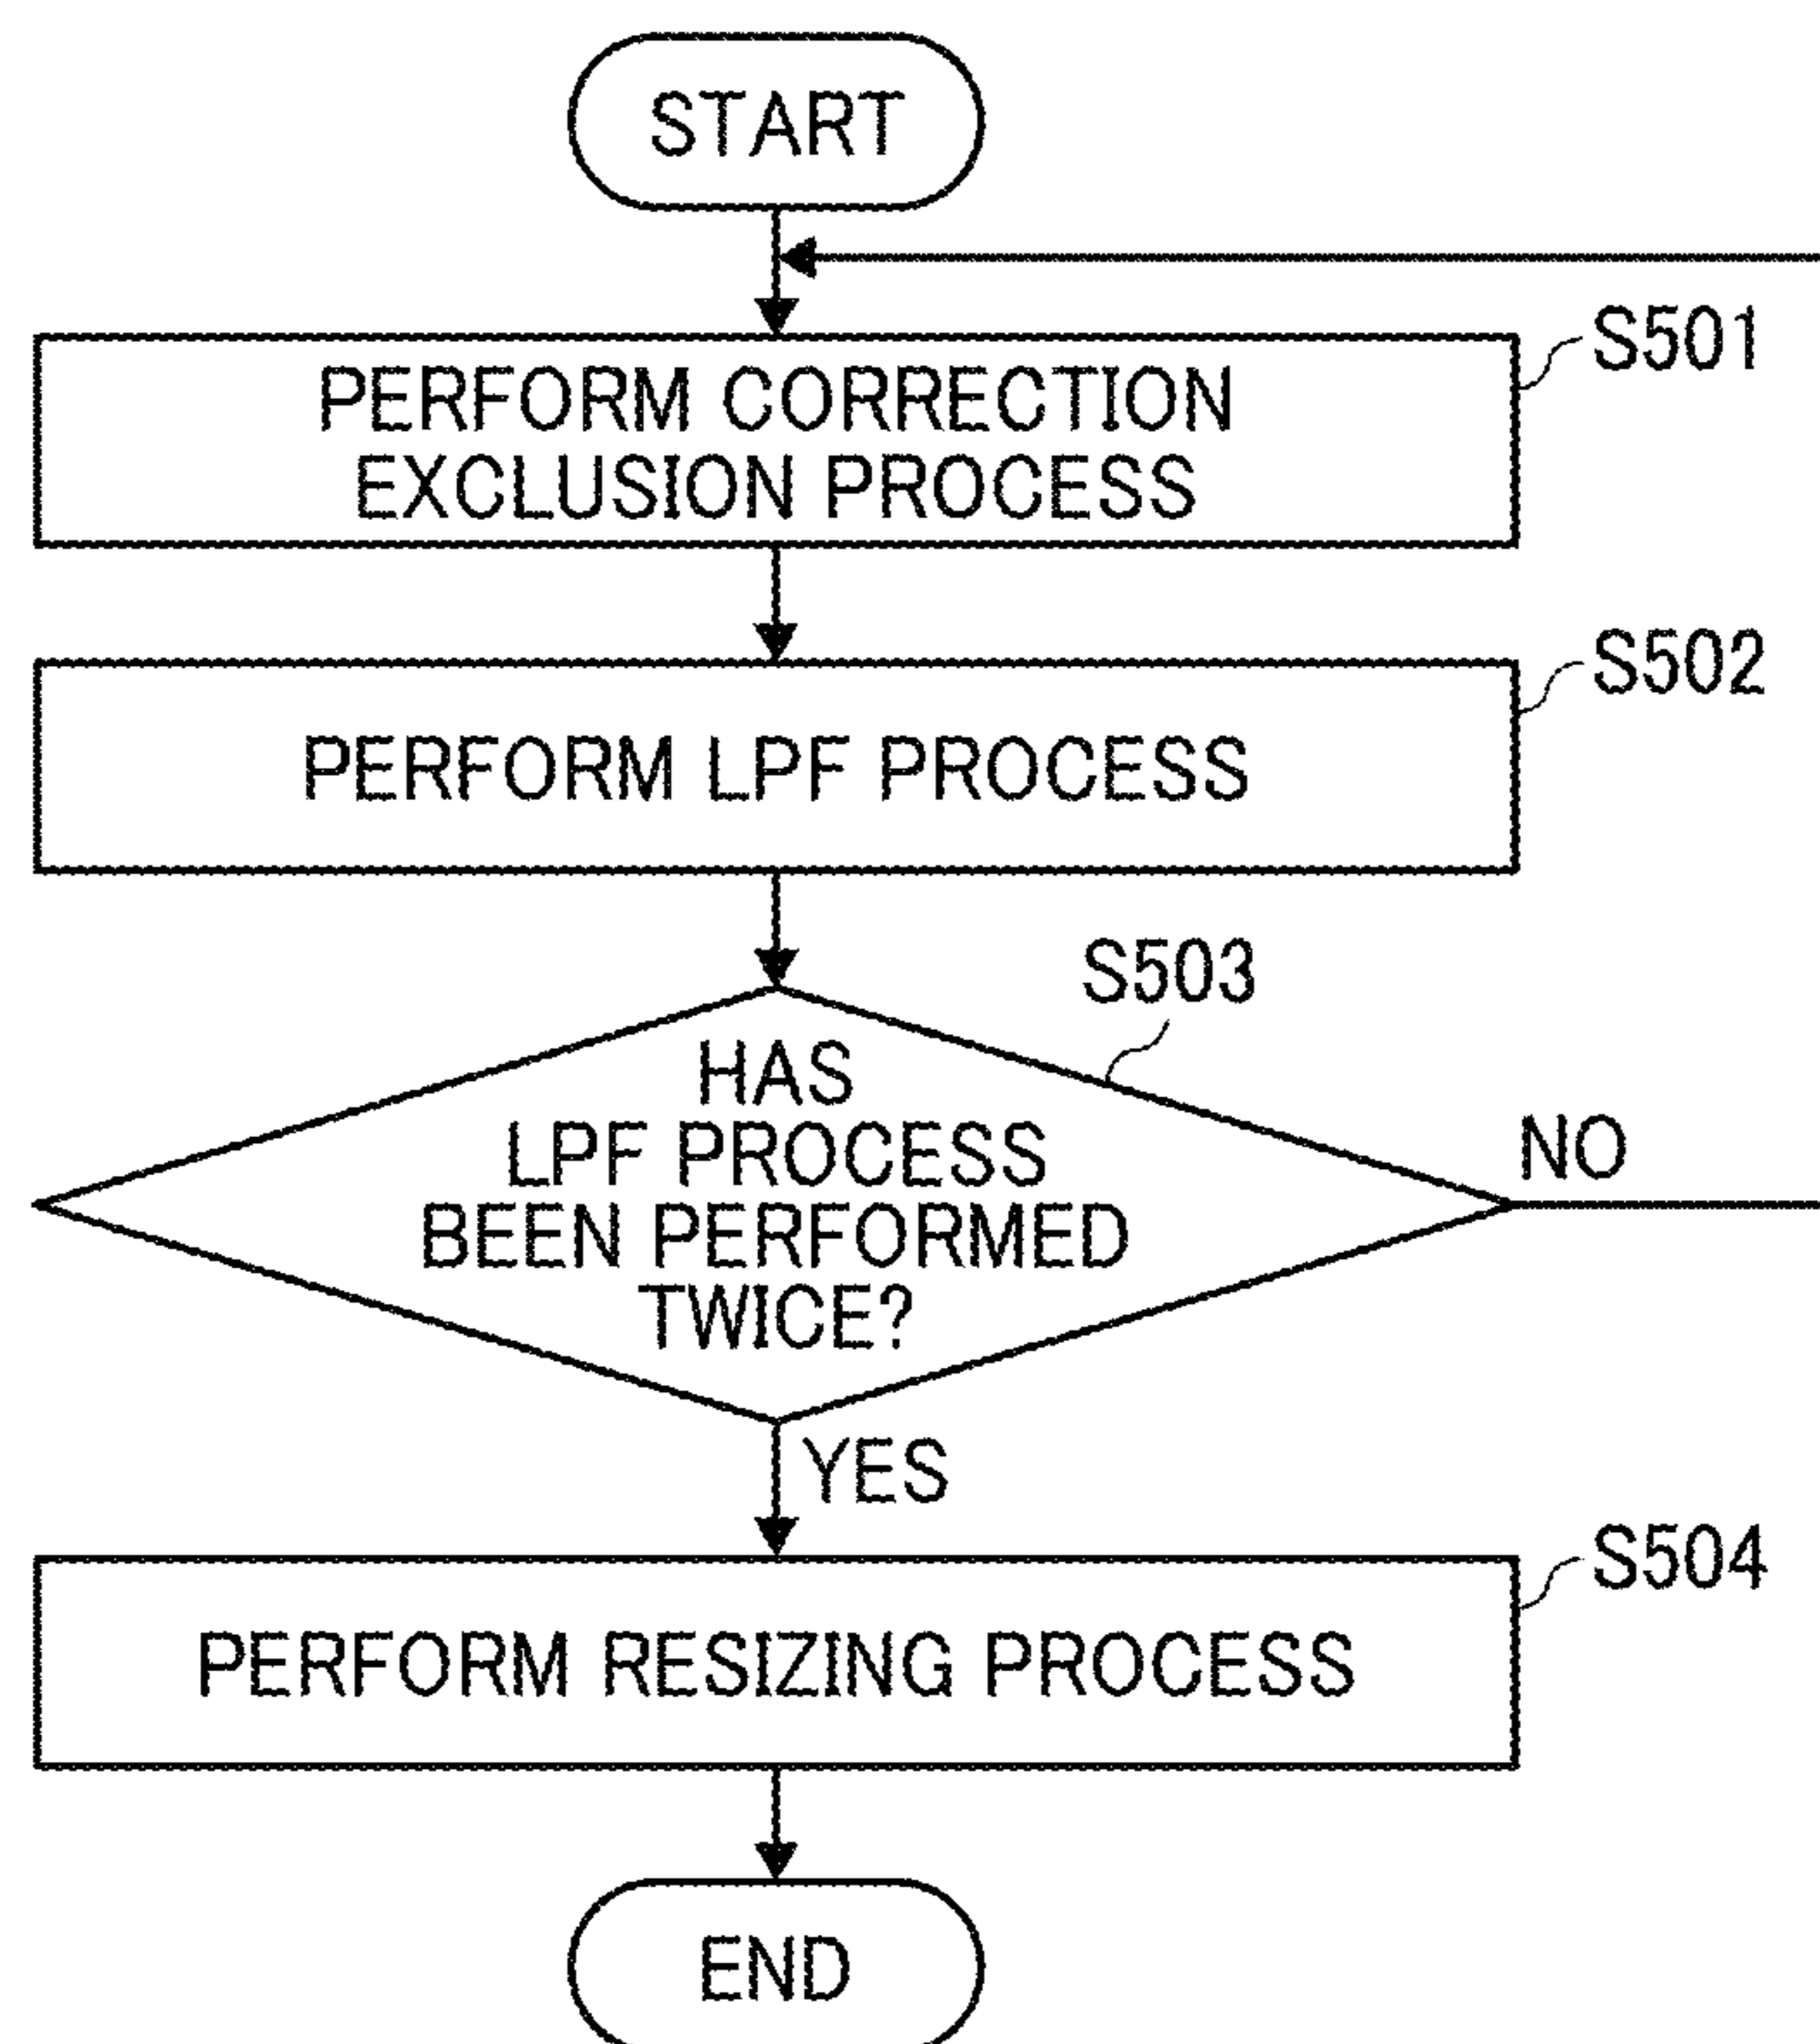 START
PERFORM CORRECTION
EXCLUSION PROCESS
S501
PERFORM LPF PROCESS
S502
S503
HAS
LPF PROCESS
BEEN PERFORMED
TWICE?
NO
YES
PERFORM RESIZING PROCESS
S504
END